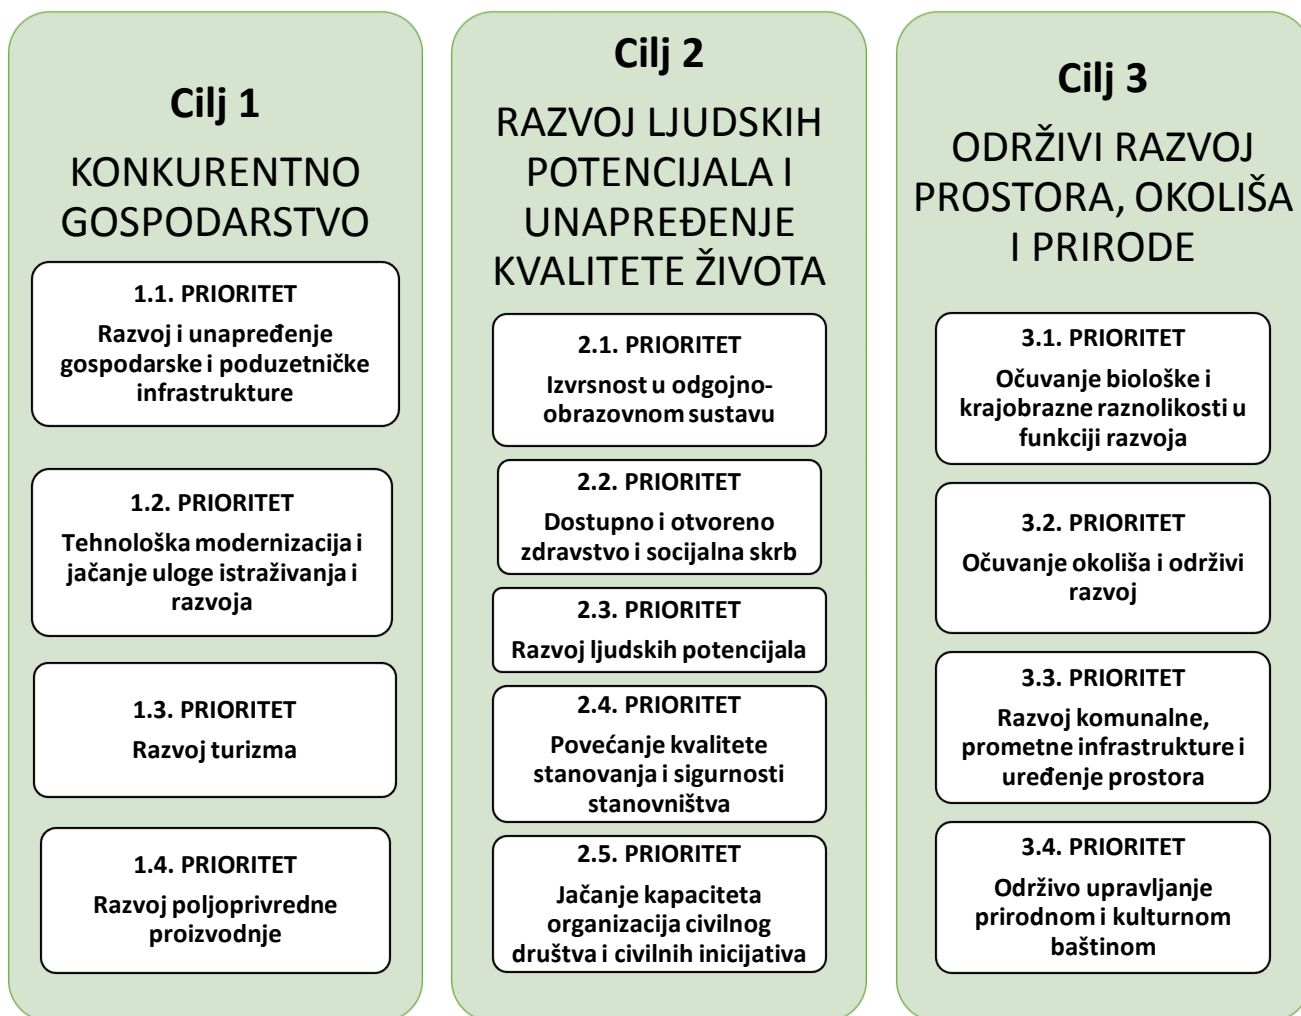 Cilj 1
KONKURENTNO
GOSPODARSTVO
1.1. PRIORITET
Razvoj i unapređenje
gospodarske i poduzetničke
infrastrukture
1.2. PRIORITET
Tehnološka modernizacija i
jačanje uloge istraživanja i
razvoja
1.3. PRIORITET
Razvoj turizma
1.4. PRIORITET
Razvoj poljoprivredne
proizvodnje
Cilj 2
RAZVOJ LJUDSKIH
POTENCIJALA I
UNAPREĐENJE
KVALITETE ŽIVOTA
2.1. PRIORITET
Izvrsnost u odgojno-
obrazovnom sustavu
2.2. PRIORITET
Dostupno i otvoreno
zdravstvo i socijalna skrb
2.3. PRIORITET
Razvoj ljudskih potencijala
2.4. PRIORITET
Povećanje kvalitete
stanovanja i sigurnosti
stanovništva
2.5. PRIORITET
Jačanje kapaciteta
organizacija civilnog
društva i civilnih inicijativa
Cilj 3
ODRŽIVI RAZVOJ
PROSTORA, OKOLIŠA
I PRIRODE
3.1. PRIORITET
Očuvanje biološke i
krajobrazne raznolikosti u
funkciji razvoja
3.2. PRIORITET
Očuvanje okoliša i održivi
razvoj
3.3. PRIORITET
Razvoj komunalne,
prometne infrastrukture i
uređenje prostora
3.4. PRIORITET
Održivo upravljanje
prirodnom i kulturnom
baštinom